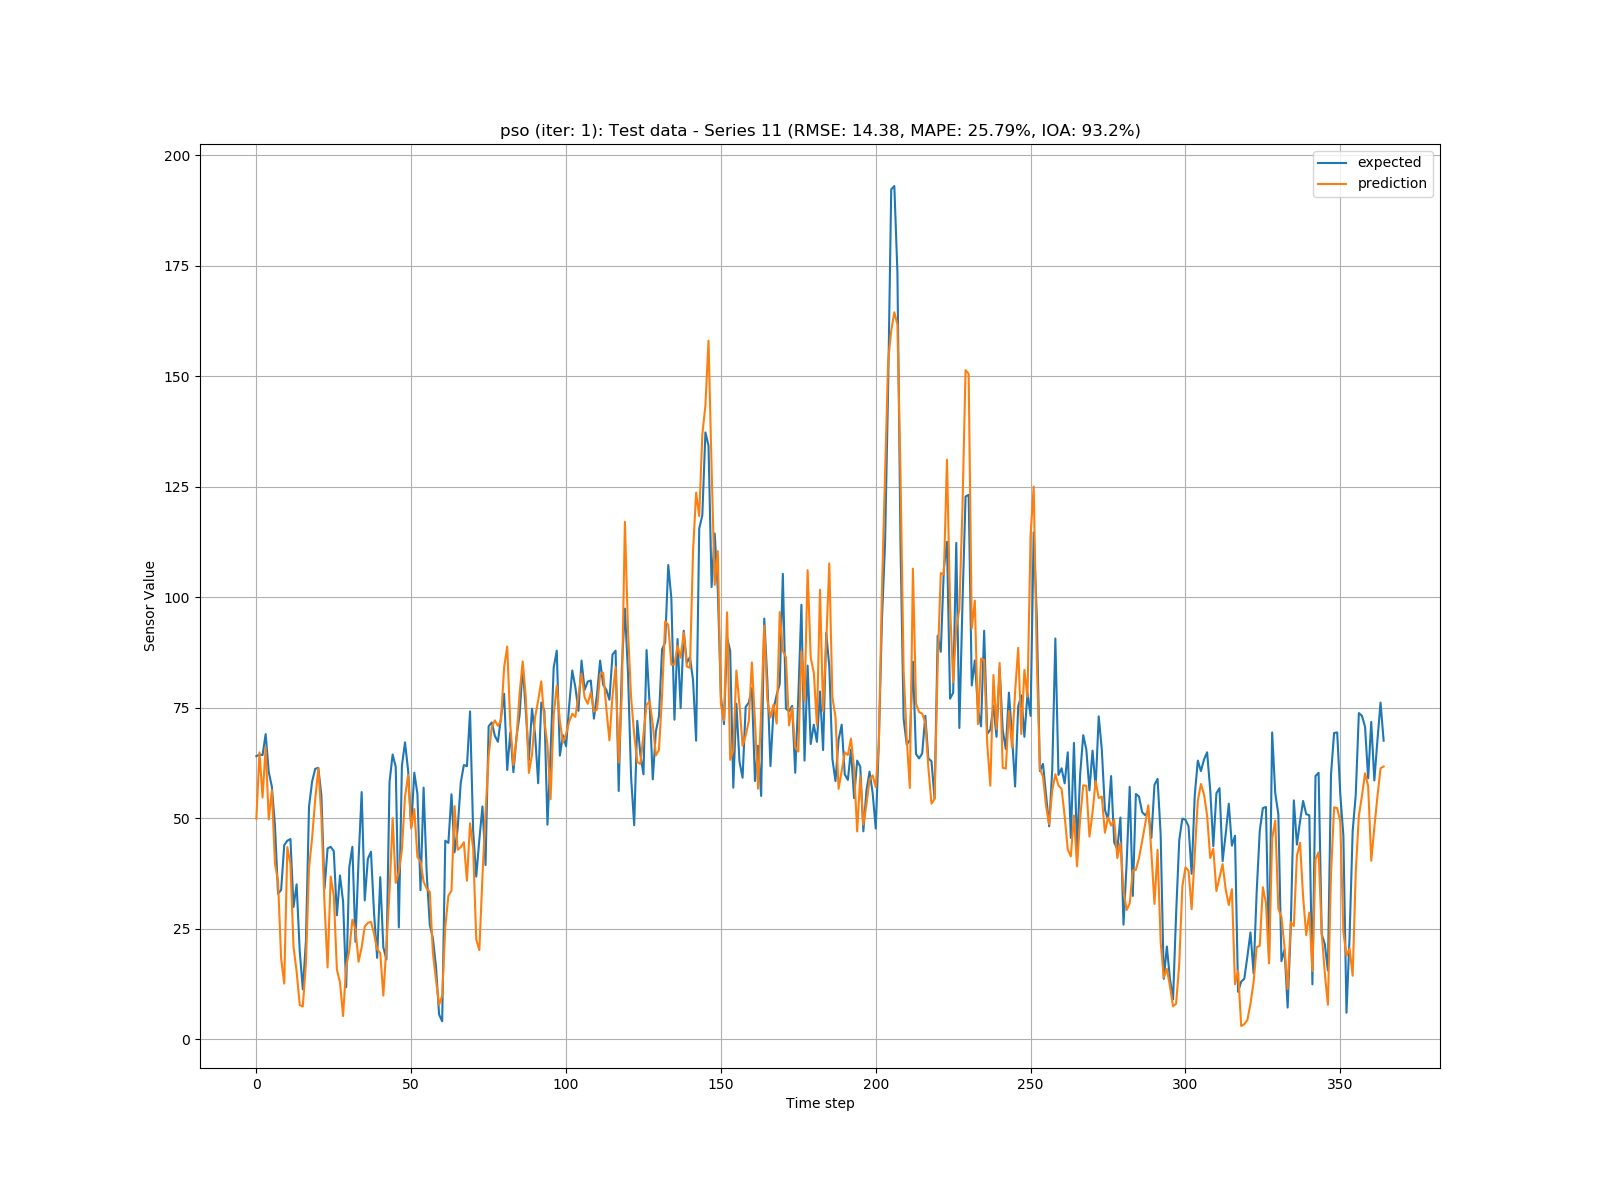 pso (iter: 1): Test data - Series 11 (RMSE: 14.38, MAPE: 25.79%, IOA: 93.2%)
expected
prediction
200
175
150
125
100
75
50
25
0
Sensor Value
0 50 100 150 200 250 300 350
Time step